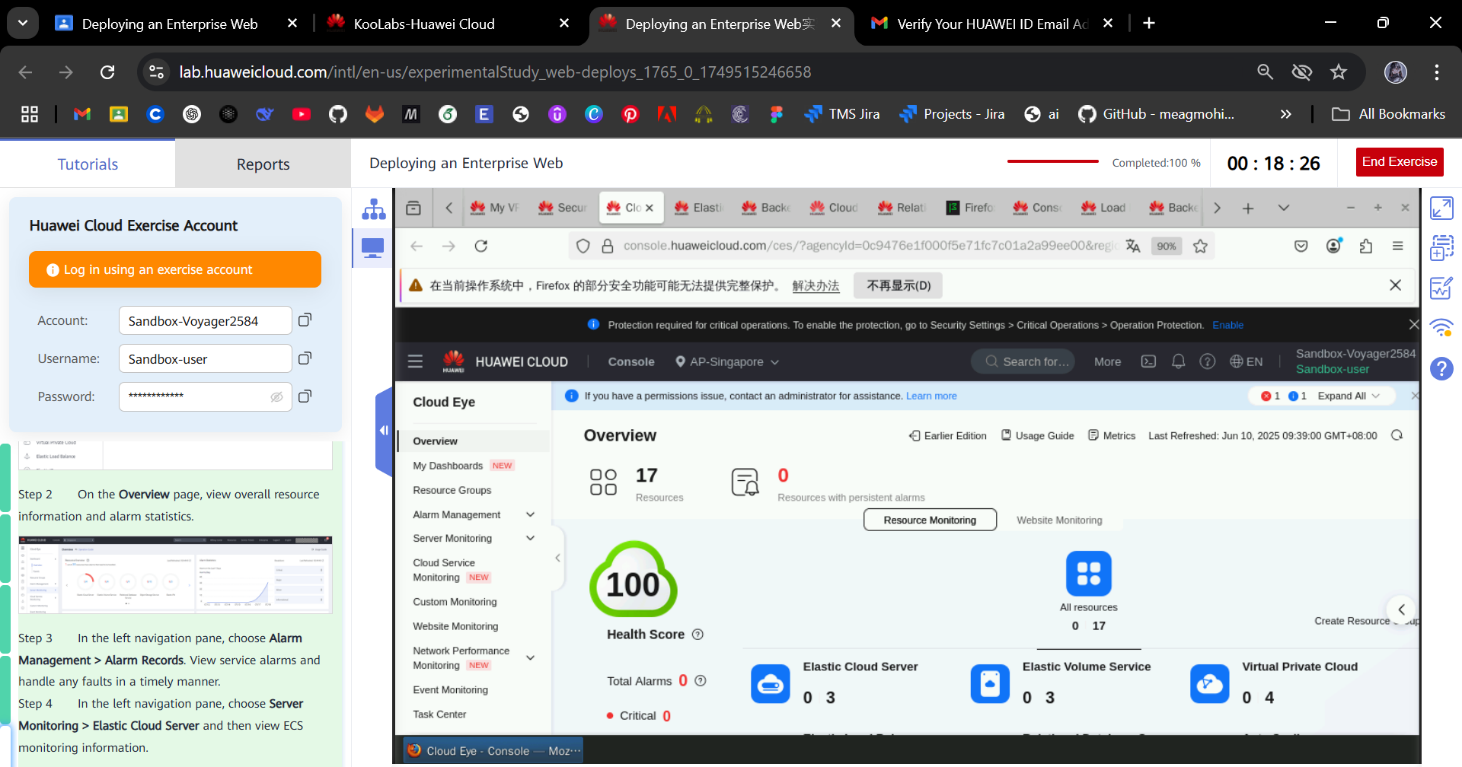 Deploying an Enterprise Web
KooLabs-Huawei Cloud
Deploying an Enterprise Web实
Verify Your HUAWEI ID Email Ad
lab.huaweicloud.com/intl/en-us/experimentalStudy_web-deploys_1765_0_1749515246658
TMS Jira
Projects - Jira
ai
GitHub - meagmohi...
All Bookmarks
Tutorials
Reports
Deploying an Enterprise Web
Completed:100 %
00 : 18 : 26
End Exercise
Huawei Cloud Exercise Account
Log in using an exercise account
Account:
Sandbox-Voyager2584
Username:
Sandbox-user
Password:
************
Virtual Private Cloud
Elastic Load Balance
Step 2 On the Overview page, view overall resource
information and alarm statistics.
Step 3 In the left navigation pane, choose Alarm
Management > Alarm Records. View service alarms and
handle any faults in a timely manner.
Step 4 In the left navigation pane, choose Server
Monitoring > Elastic Cloud Server and then view ECS
monitoring information.
My VF
Secur
Clo
Elasti
Backe
Cloud
Relati
Firefo
Conso
Load
Backe
console.huaweicloud.com/ces/?agencyId=0c9476e1f000f5e71fc7c01a2a99ee00&regi
90%
在当前操作系统中，Firefox 的部分安全功能可能无法提供完整保护。 解决办法
不再显示(D)
Protection required for critical operations. To enable the protection, go to Security Settings > Critical Operations > Operation Protection. Enable
HUAWEI
HUAWEI CLOUD
Console
AP-Singapore
Search for...
More
EN
Sandbox-Voyager2584
Sandbox-user
Cloud Eye
Overview
My Dashboards NEW
Resource Groups
Alarm Management
Server Monitoring
Cloud Service
Monitoring NEW
Custom Monitoring
Website Monitoring
Network Performance
Monitoring NEW
Event Monitoring
Task Center
If you have a permissions issue, contact an administrator for assistance. Learn more
1
1
Expand All
Overview
Earlier Edition
Usage Guide
Metrics
Last Refreshed: Jun 10, 2025 09:39:00 GMT+08:00
17
Resources
0
Resources with persistent alarms
Resource Monitoring
Website Monitoring
100
Health Score
Total Alarms 0
Critical 0
All resources
0 17
Create Resource
Elastic Cloud Server
0 3
Elastic Volume Service
0 3
Virtual Private Cloud
0 4
Cloud Eye - Console — Moz⋯